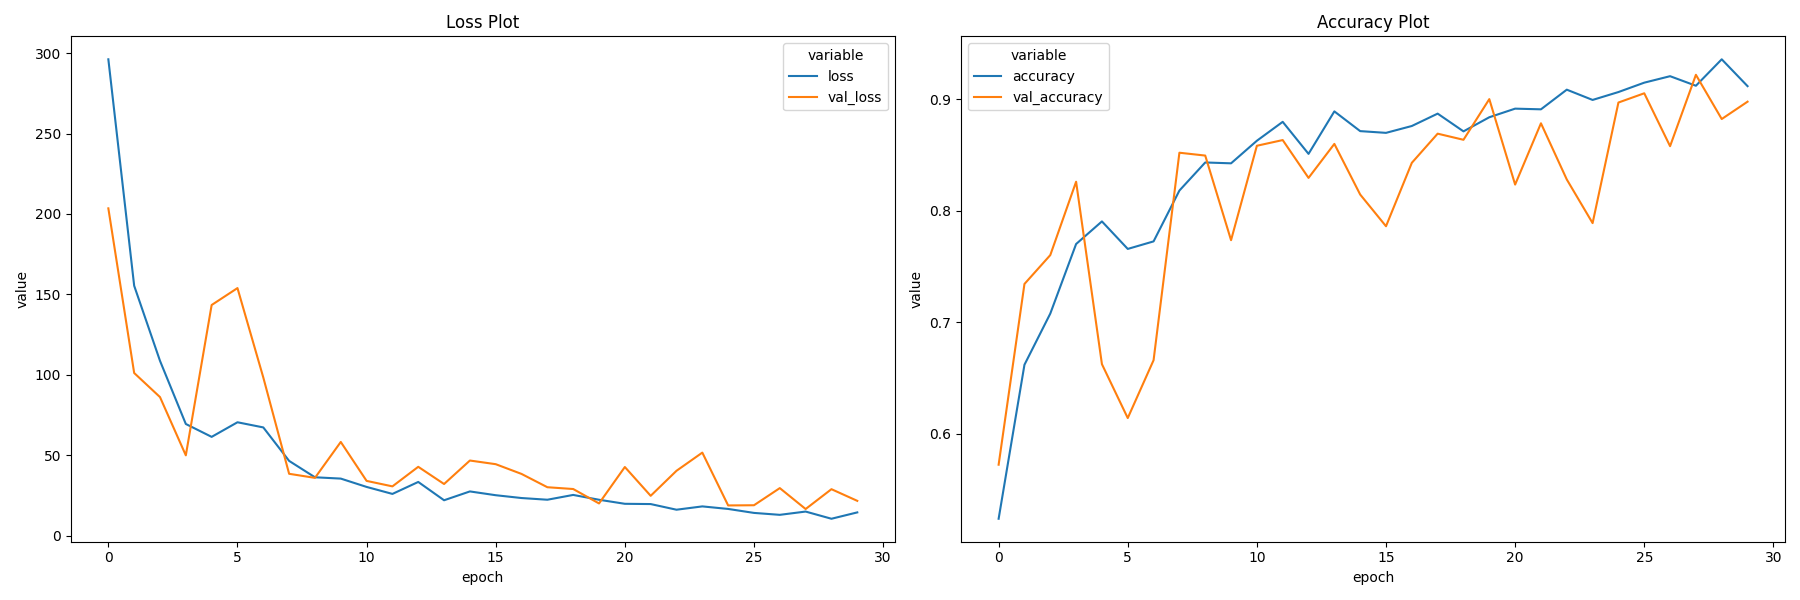 Loss Plot
variable
loss
val_loss
value
300
250
200
150
100
50
0
0 5 10 15 20 25 30
epoch
Accuracy Plot
variable
accuracy
val_accuracy
value
0.9
0.8
0.7
0.6
0 5 10 15 20 25 30
epoch